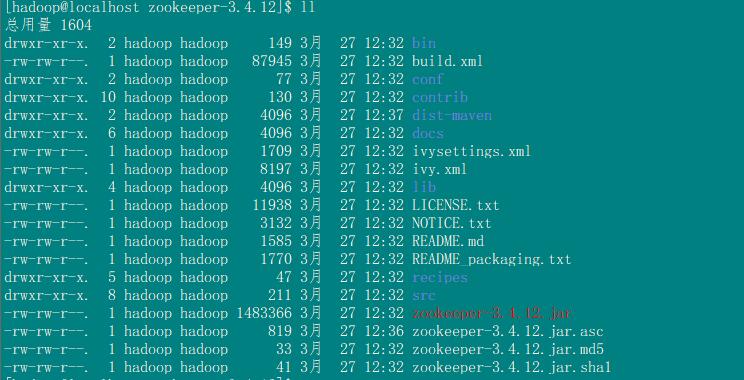 [hadoop@localhost zookeeper-3.4.12]$ ll
总用量 1604
drwxr-xr-x.  2 hadoop hadoop     149 3月  27 12:32 bin
-rw-rw-r--.  1 hadoop hadoop   87945 3月  27 12:32 build.xml
drwxr-xr-x.  2 hadoop hadoop      77 3月  27 12:32 conf
drwxr-xr-x. 10 hadoop hadoop     130 3月  27 12:32 contrib
drwxr-xr-x.  2 hadoop hadoop    4096 3月  27 12:37 dist-maven
drwxr-xr-x.  6 hadoop hadoop    4096 3月  27 12:32 docs
-rw-rw-r--.  1 hadoop hadoop    1709 3月  27 12:32 ivysettings.xml
-rw-rw-r--.  1 hadoop hadoop    8197 3月  27 12:32 ivy.xml
drwxr-xr-x.  4 hadoop hadoop    4096 3月  27 12:32 lib
-rw-rw-r--.  1 hadoop hadoop   11938 3月  27 12:32 LICENSE.txt
-rw-rw-r--.  1 hadoop hadoop    3132 3月  27 12:32 NOTICE.txt
-rw-rw-r--.  1 hadoop hadoop    1585 3月  27 12:32 README.md
-rw-rw-r--.  1 hadoop hadoop    1770 3月  27 12:32 README_packaging.txt
drwxr-xr-x.  5 hadoop hadoop      47 3月  27 12:32 recipes
drwxr-xr-x.  8 hadoop hadoop     211 3月  27 12:32 src
-rw-rw-r--.  1 hadoop hadoop 1483366 3月  27 12:32 zookeeper-3.4.12.jar
-rw-rw-r--.  1 hadoop hadoop     819 3月  27 12:36 zookeeper-3.4.12.jar.asc
-rw-rw-r--.  1 hadoop hadoop      33 3月  27 12:32 zookeeper-3.4.12.jar.md5
-rw-rw-r--.  1 hadoop hadoop      41 3月  27 12:32 zookeeper-3.4.12.jar.sha1